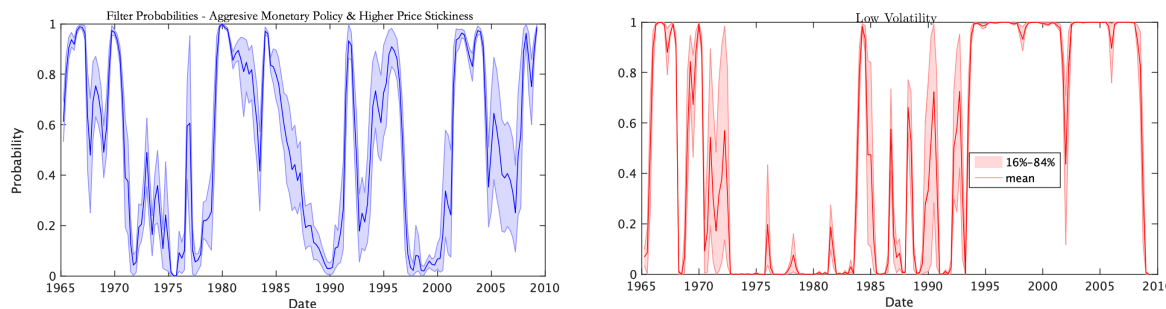 Filter Probabilities - Aggresive Monetary Policy & Higher Price Stickiness
1
0.8
0.6
0.4
0.2
0
Probability
1965 1970 1975 1980 1985 1990 1995 2000 2005 2010
Date
Low Volatility
1
0.8
0.6
0.4
0.2
0
16%-84%
mean
1965 1970 1975 1980 1985 1990 1995 2000 2005 2010
Date